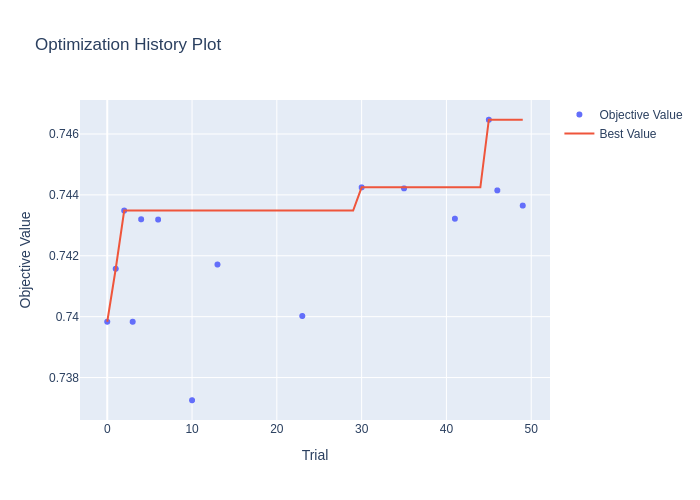 Optimization History Plot
Objective Value
Best Value
0.746
0.744
0.742
0.74
0.738
Objective Value
0
10
20
30
40
50
Trial